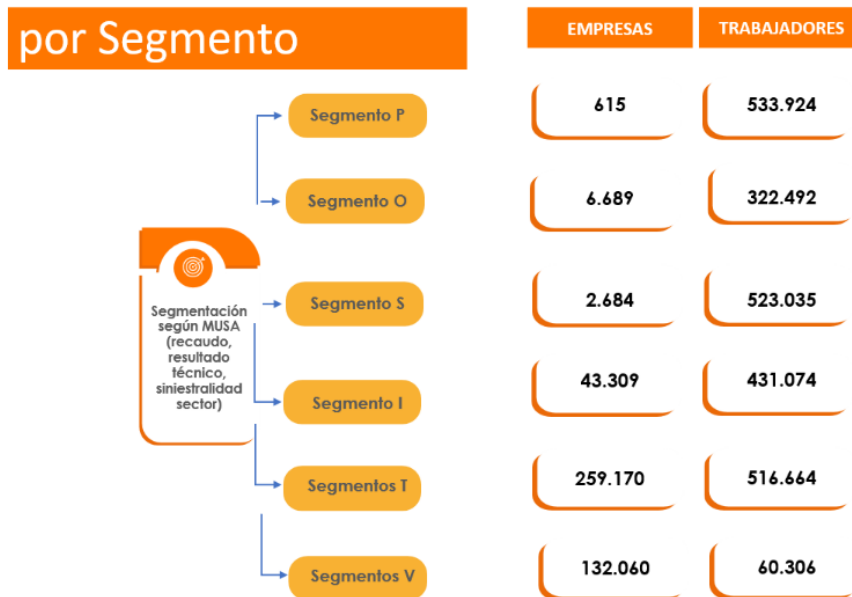 por Segmento
EMPRESAS
TRABAJADORES
Segmento P
615
533.924
Segmento O
6.689
322.492
Segmentación
según MUSA
(recaudo,
resultado
técnico,
siniestralidad
sector)
Segmento S
2.684
523.035
Segmento I
43.309
431.074
Segmentos T
259.170
516.664
Segmentos V
132.060
60.306